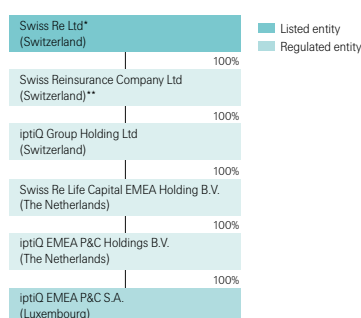 Swiss Re Ltd*
(Switzerland)
Listed entity
Regulated entity
100%
Swiss Reinsurance Company Ltd
(Switzerland)**
100%
iptiQ Group Holding Ltd
(Switzerland)
100%
Swiss Re Life Capital EMEA Holding B.V.
(The Netherlands)
100%
iptiQ EMEA P&C Holdings B.V.
(The Netherlands)
100%
iptiQ EMEA P&C S.A.
(Luxembourg)